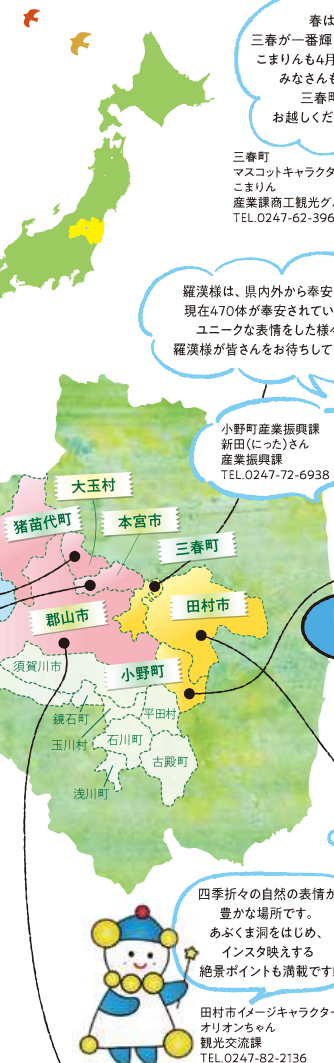 春は
三春が一番輝
こまりんも4月
みなさんも
三春町
お越しくだ
三春町
マスコットキャラクタ
こまりん
産業課商工観光グ
TEL.0247-62-396
羅漢様は、県内外から奉安
現在470体が奉安されてい
ユニークな表情をした様々
羅漢様が皆さんをお待ちして
小野町産業振興課
新田(にった)さん
産業振興課
TEL.0247-72-6938
大玉村
猪苗代町
本宮市
三春町
郡山市
田村市
須賀川市
小野町
鏡石町
平田村
玉川村
石川町
古殿町
浅川町
四季折々の自然の表情が
豊かな場所です。
あぶくま洞をはじめ、
インスタ映えする
絶景ポイントも満載です!
田村市イメージキャラクター
オリオンちゃん
観光交流課
TEL.0247-82-2136